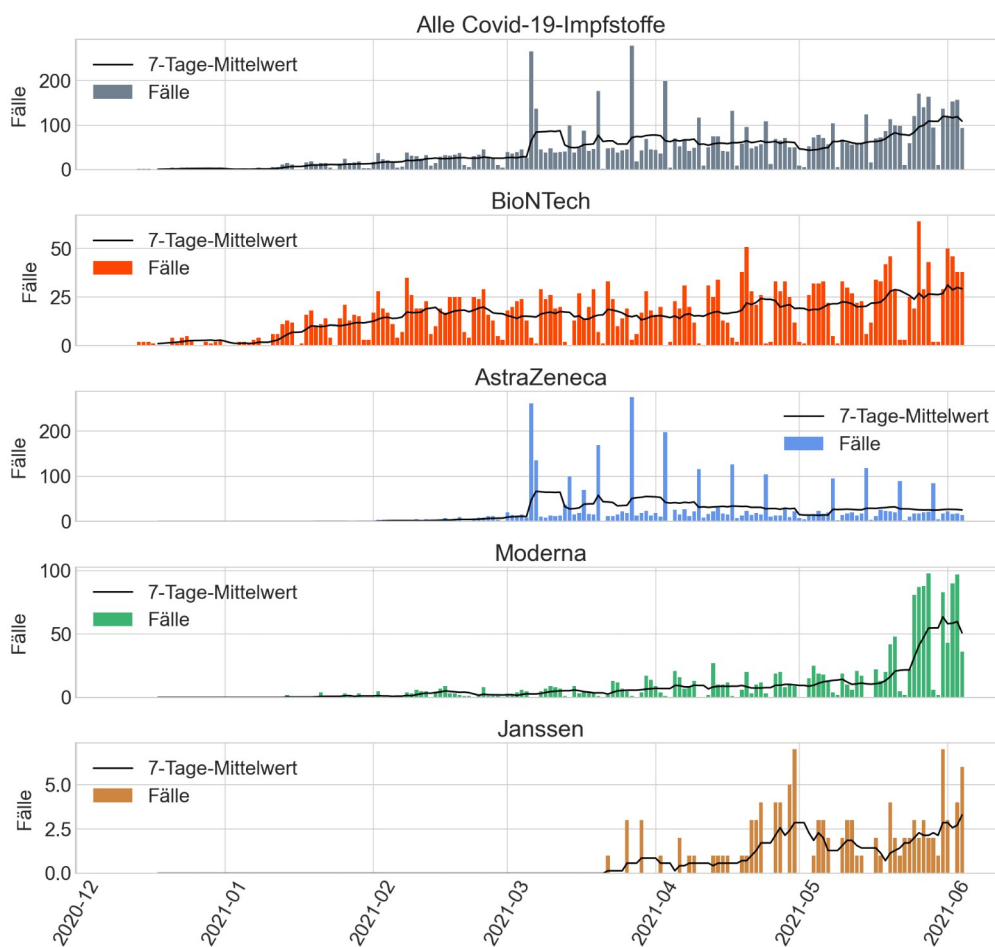 Alle Covid-19-Impfstoffe
Fälle
200
100
0
7-Tage-Mittelwert
Fälle
BioNTech
Fälle
50
25
0
7-Tage-Mittelwert
Fälle
AstraZeneca
Fälle
200
100
0
7-Tage-Mittelwert
Fälle
Moderna
Fälle
100
50
0
7-Tage-Mittelwert
Fälle
Janssen
Fälle
5.0
2.5
0.0
7-Tage-Mittelwert
Fälle
2020-12
2021-01
2021-02
2021-03
2021-04
2021-05
2021-06